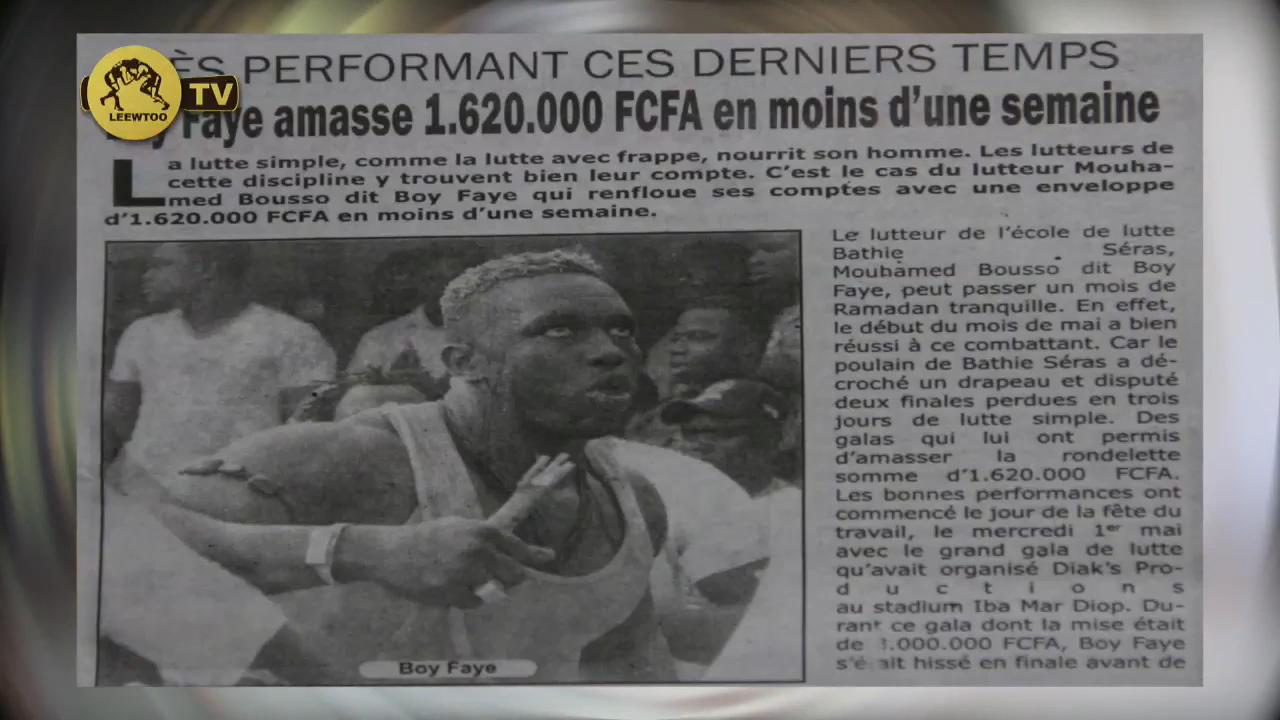 LEEWTOO
TV
ÈS PERFORMANT CES DERNIERS TEMPS
Faye amasse 1.620.000 FCFA en moins d'une semaine
La lutte simple, comme la lutte avec frappe, nourrit son homme. Les lutteurs de
cette discipline y trouvent bien leur compte. C'est le cas du lutteur Mouha-
med Bousso dit Boy Faye qui renfloue ses comptes avec une enveloppe
d'1.620.000 FCFA en moins d'une semaine.
Le lutteur de l'école de lutte
Bathie Séras,
Mouhamed Bousso dit Boy
Faye, peut passer un mois de
Ramadan tranquille. En effet,
le début du mois de mai a bien
réussi à ce combattant. Car le
poulain de Bathie Séras a dé-
croché un drapeau et disputé
deux finales perdues en trois
jours de lutte simple. Des
galas qui lui ont permis
d'amasser la rondelette
somme d'1.620.000 FCFA.
Les bonnes performances ont
commencé le jour de la fête du
travail, le mercredi 1er mai
avec le grand gala de lutte
qu'avait organisé Diak's Pro-
d u c t i o n s
au stadium Iba Mar Diop. Du-
rant ce gala dont la mise était
de .000.000 FCFA, Boy Faye
s'était hissé en finale avant de
Boy Faye